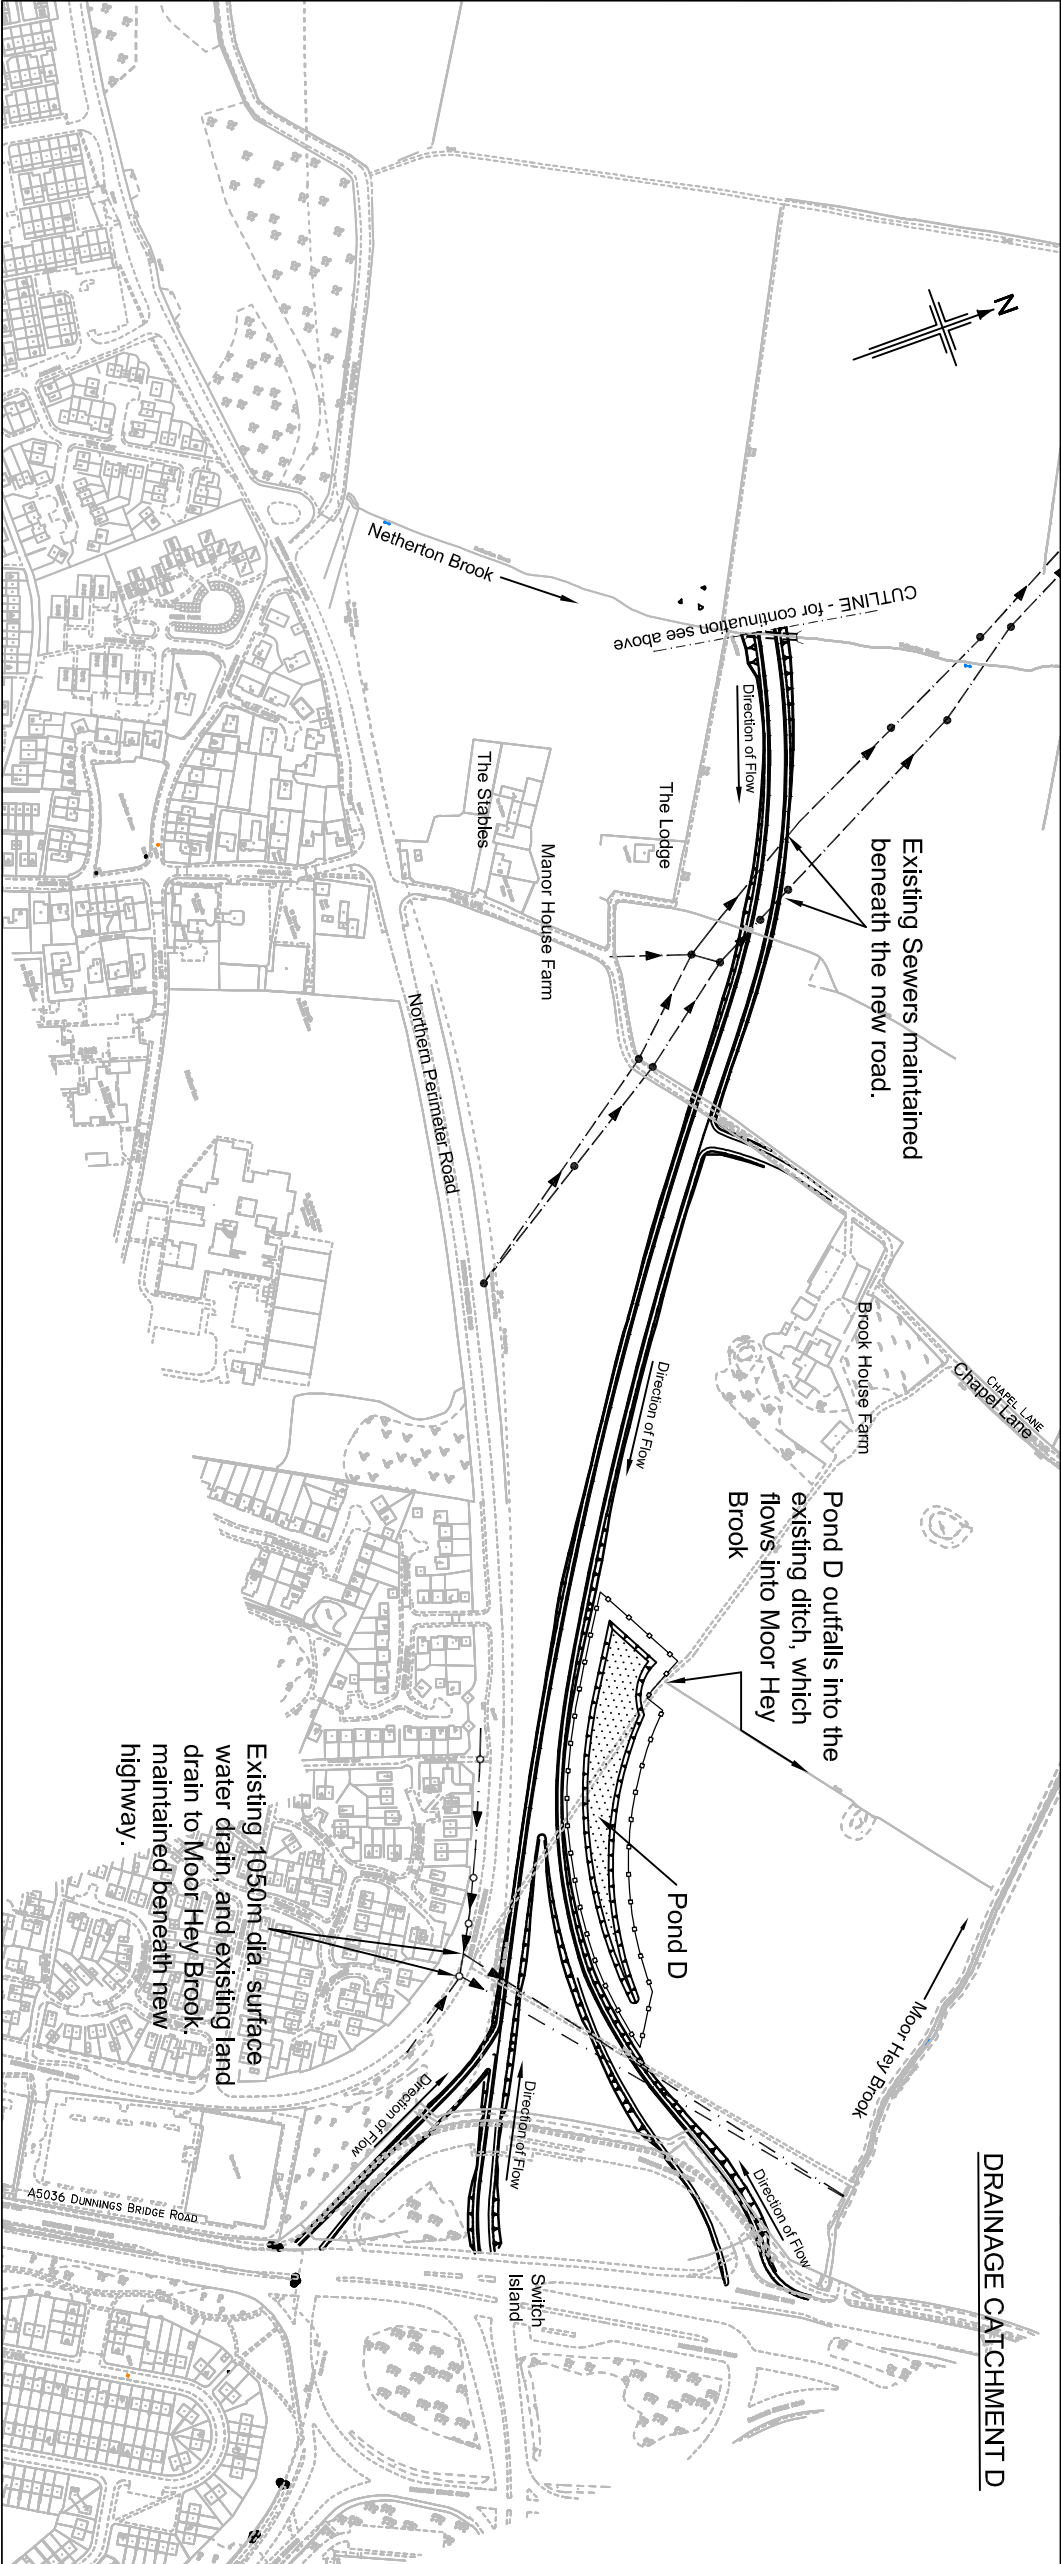 DRAINAGE CATCHMENT D
N
Netherton Brook
CUTLINE - for continuation see above
Direction of Flow
Existing Sewers maintained
beneath the new road.
The Lodge
The Stables
Manor House Farm
Northern Perimeter Road
Brook House Farm
CHAPEL LANE
Chapel Lane
Direction of Flow
Pond D outfalls into the
existing ditch, which
flows into Moor Hey
Brook
Pond D
Moor Hey Brook
Existing 1050m dia. surface
water drain, and existing land
drain to Moor Hey Brook.
maintained beneath new
highway.
Direction of Flow
Direction of Flow
Direction of Flow
A5036 DUNNINGS BRIDGE ROAD
Switch
Island